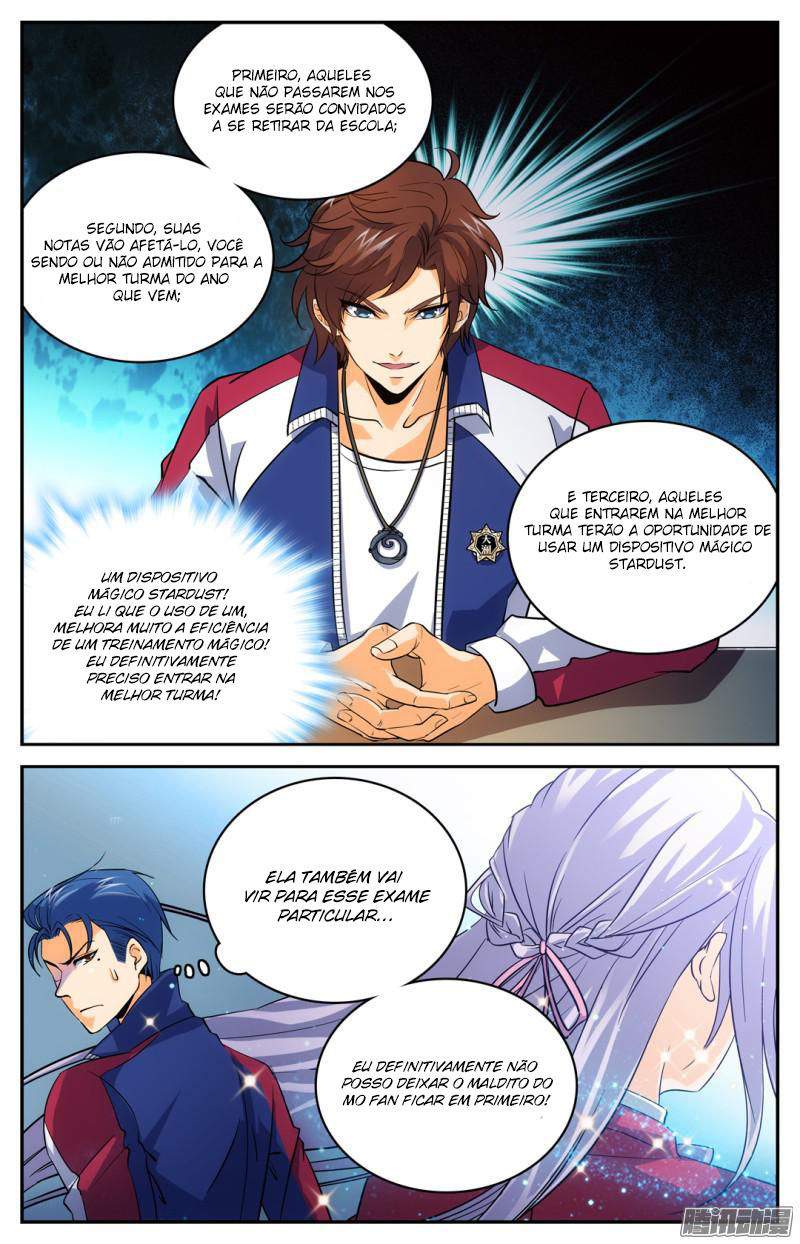 PRIMEIRO, AQUELES
QUE NÃO PASSAREM NOS
EXAMES SERÃO CONVIDADOS
A SE RETIRAR DA ESCOLA;
SEGUNDO, SUAS
NOTAS VÃO AFETÁ-LO, VOCÊ
SENDO OU NÃO ADMITIDO PARA A
MELHOR TURMA DO ANO
QUE VEM;
E TERCEIRO, AQUELES
QUE ENTRAREM NA MELHOR
TURMA TERÃO A OPORTUNIDADE DE
USAR UM DISPOSITIVO MÁGICO
STARDUST.
UM DISPOSITIVO
MÁGICO STARDUST!
EU LI QUE O USO DE UM,
MELHORA MUITO A EFICIÊNCIA
DE UM TREINAMENTO MÁGICO!
EU DEFINITIVAMENTE
PRECISO ENTRAR NA
MELHOR TURMA!
ELA TAMBÉM VAI
VIR PARA ESSE EXAME
PARTICULAR...
EU DEFINITIVAMENTE NÃO
POSSO DEIXAR O MALDITO DO
MO FAN FICAR EM PRIMEIRO!
腾讯动漫